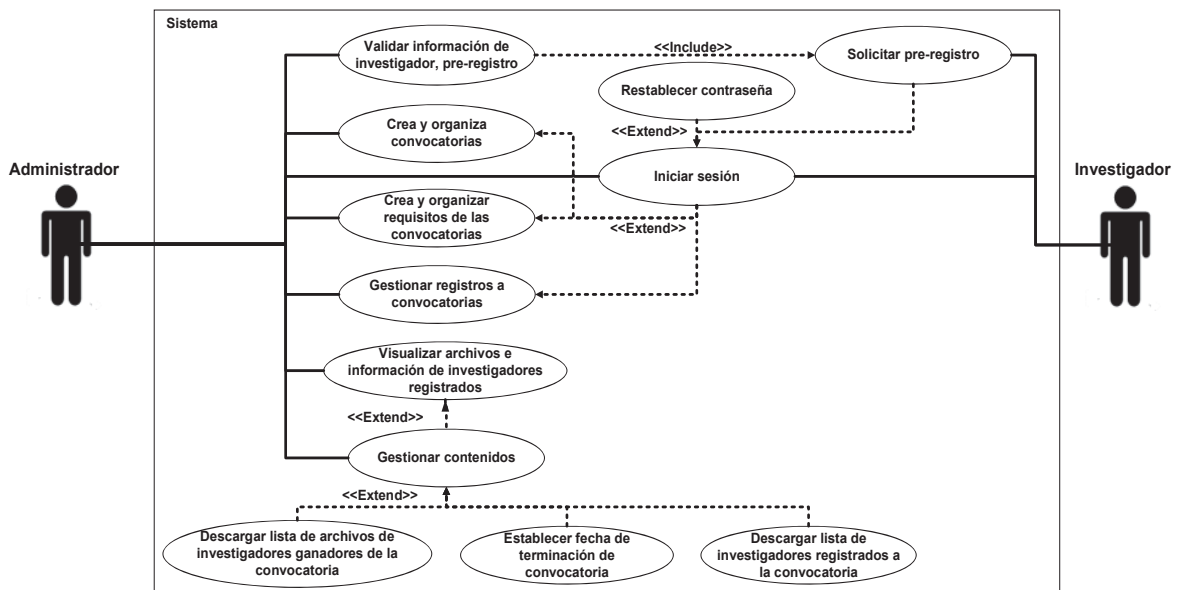 Sistema
Validar información de
investigador, pre-registro
<<Include>>
Solicitar pre-registro
Restablecer contraseña
Crea y organiza
convocatorias
<<Extend>>
Administrador
Iniciar sesión
Investigador
Crea y organizar
requisitos de las
convocatorias
<<Extend>>
Gestionar registros a
convocatorias
Visualizar archivos e
información de investigadores
registrados
<<Extend>>
Gestionar contenidos
<<Extend>>
Descargar lista de archivos de
investigadores ganadores de la
convocatoria
Establecer fecha de
terminación de
convocatoria
Descargar lista de
investigadores registrados a
la convocatoria